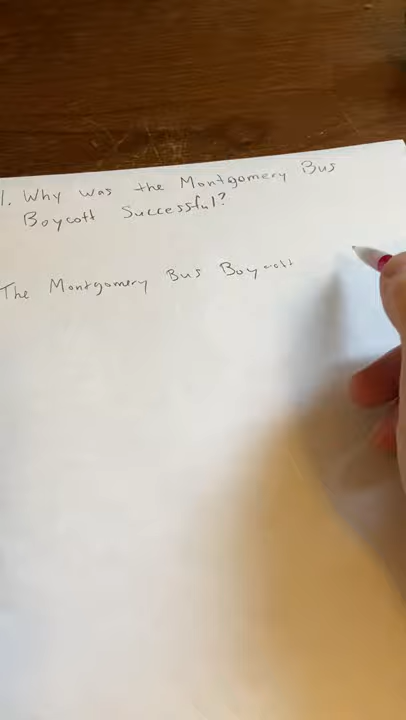 1. Why was the Montgomery Bus
Boycott Successful?
The Montgomery Bus Boycott